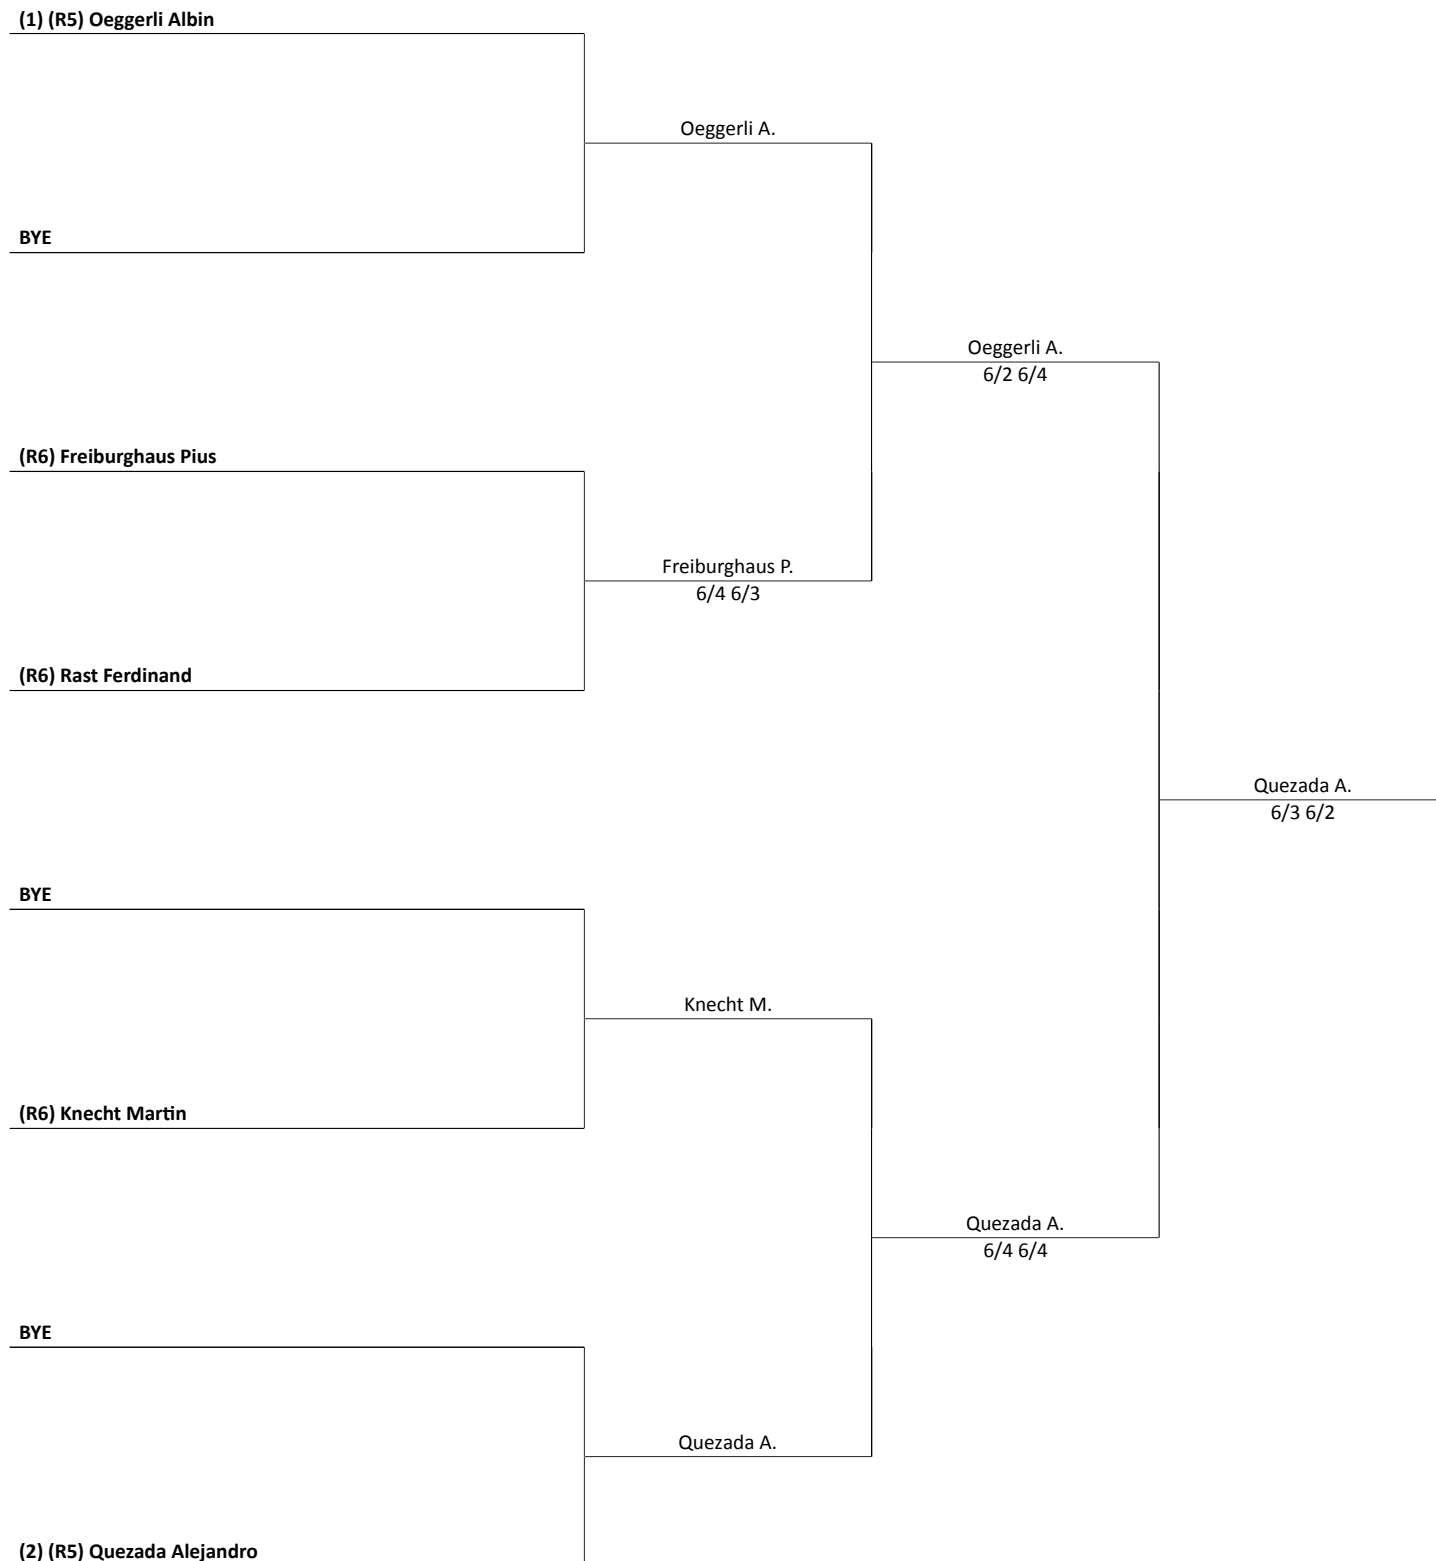 (1) (R5) Oeggerli Albin
Oeggerli A.
BYE
Oeggerli A.
6/2 6/4
(R6) Freiburghaus Pius
Freiburghaus P.
6/4 6/3
(R6) Rast Ferdinand
Quezada A.
6/3 6/2
BYE
Knecht M.
(R6) Knecht Martin
Quezada A.
6/4 6/4
BYE
Quezada A.
(2) (R5) Quezada Alejandro